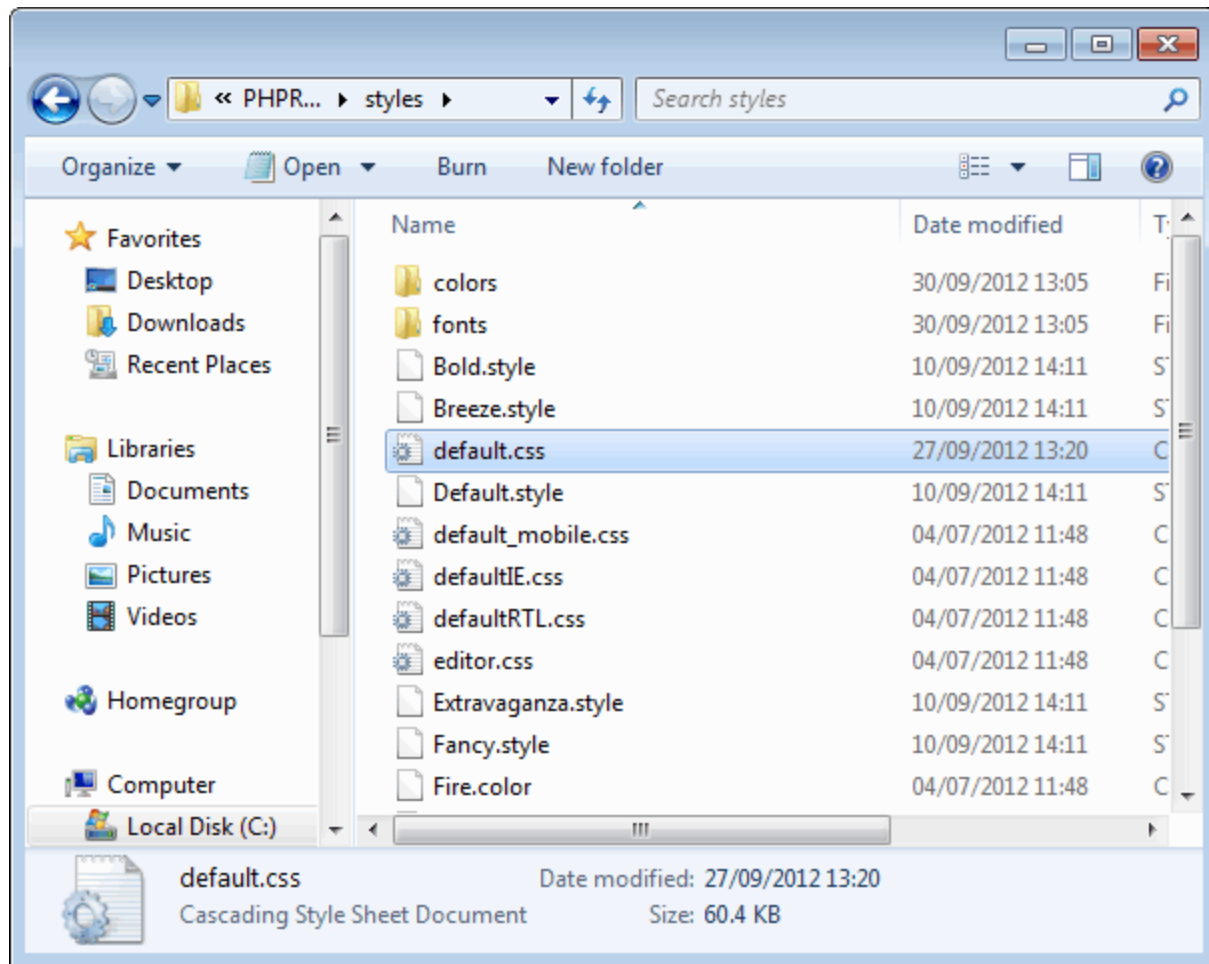 « PHPR... styles Search styles
Organize Open Burn New folder
Favorites
Desktop
Downloads
Recent Places
Libraries
Documents
Music
Pictures
Videos
Homegroup
Computer
Local Disk (C:)
Name Date modified
colors 30/09/2012 13:05
fonts 30/09/2012 13:05
Bold.style 10/09/2012 14:11
Breeze.style 10/09/2012 14:11
default.css 27/09/2012 13:20
Default.style 10/09/2012 14:11
default_mobile.css 04/07/2012 11:48
defaultIE.css 04/07/2012 11:48
defaultRTL.css 04/07/2012 11:48
editor.css 04/07/2012 11:48
Extravaganza.style 10/09/2012 14:11
Fancy.style 10/09/2012 14:11
Fire.color 04/07/2012 11:48
default.css Date modified: 27/09/2012 13:20
Cascading Style Sheet Document Size: 60.4 KB